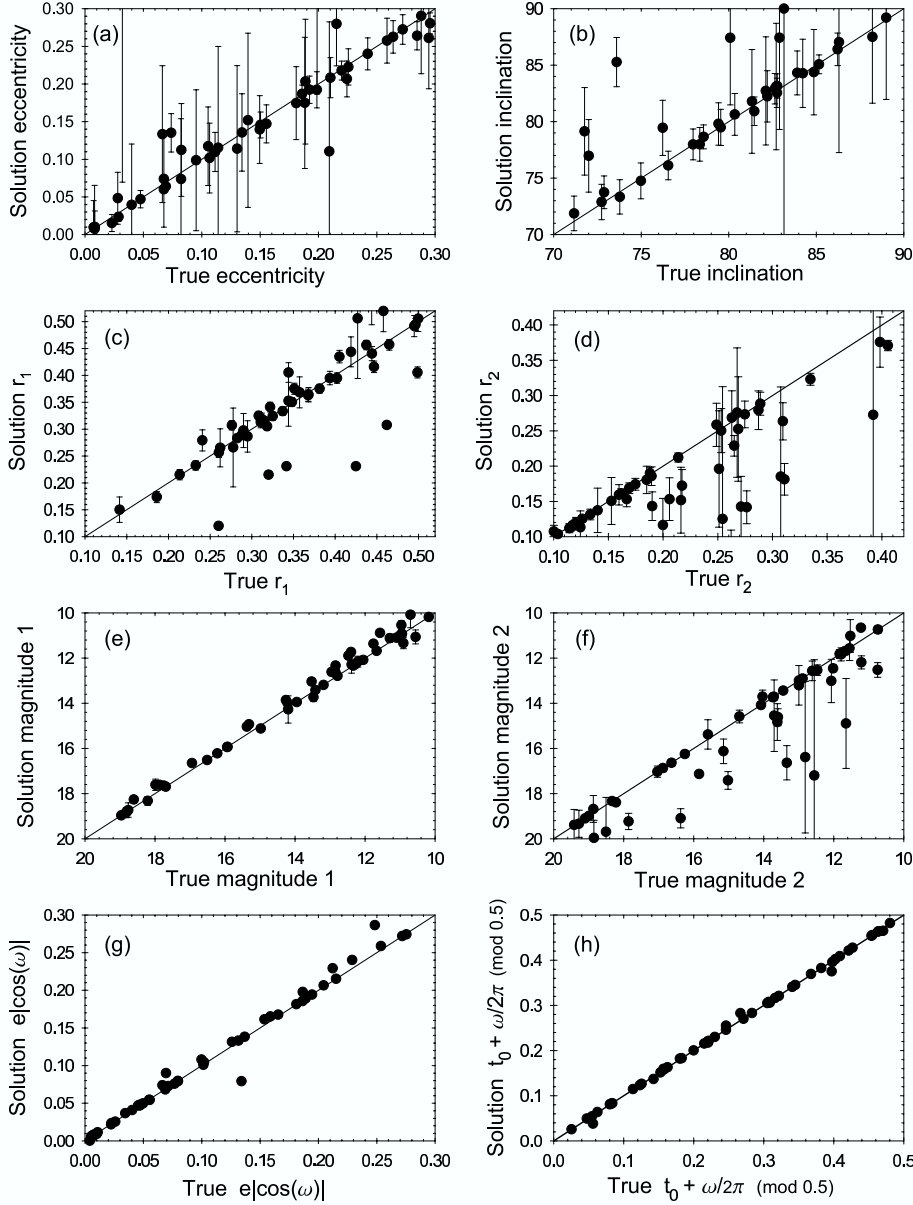 (a)
Solution eccentricity
0.30
0.25
0.20
0.15
0.10
0.05
0.00
0.00 0.05 0.10 0.15 0.20 0.25 0.30
True eccentricity
(b)
Solution inclination
90
85
80
75
70
70 75 80 85 90
True inclination
(c)
Solution r1
0.50
0.45
0.40
0.35
0.30
0.25
0.20
0.15
0.10
0.10 0.15 0.20 0.25 0.30 0.35 0.40 0.45 0.50
True r1
(d)
Solution r2
0.40
0.35
0.30
0.25
0.20
0.15
0.10
0.10 0.15 0.20 0.25 0.30 0.35 0.40
True r2
(e)
Solution magnitude 1
10
12
14
16
18
20
20 18 16 14 12 10
True magnitude 1
(f)
Solution magnitude 2
10
12
14
16
18
20
20 18 16 14 12 10
True magnitude 2
(g)
Solution e|cos(ω)|
0.30
0.25
0.20
0.15
0.10
0.05
0.00
0.00 0.05 0.10 0.15 0.20 0.25 0.30
True e|cos(ω)|
(h)
Solution t0 + ω/2π (mod 0.5)
0.5
0.4
0.3
0.2
0.1
0.0
0.0 0.1 0.2 0.3 0.4 0.5
True t0 + ω/2π (mod 0.5)